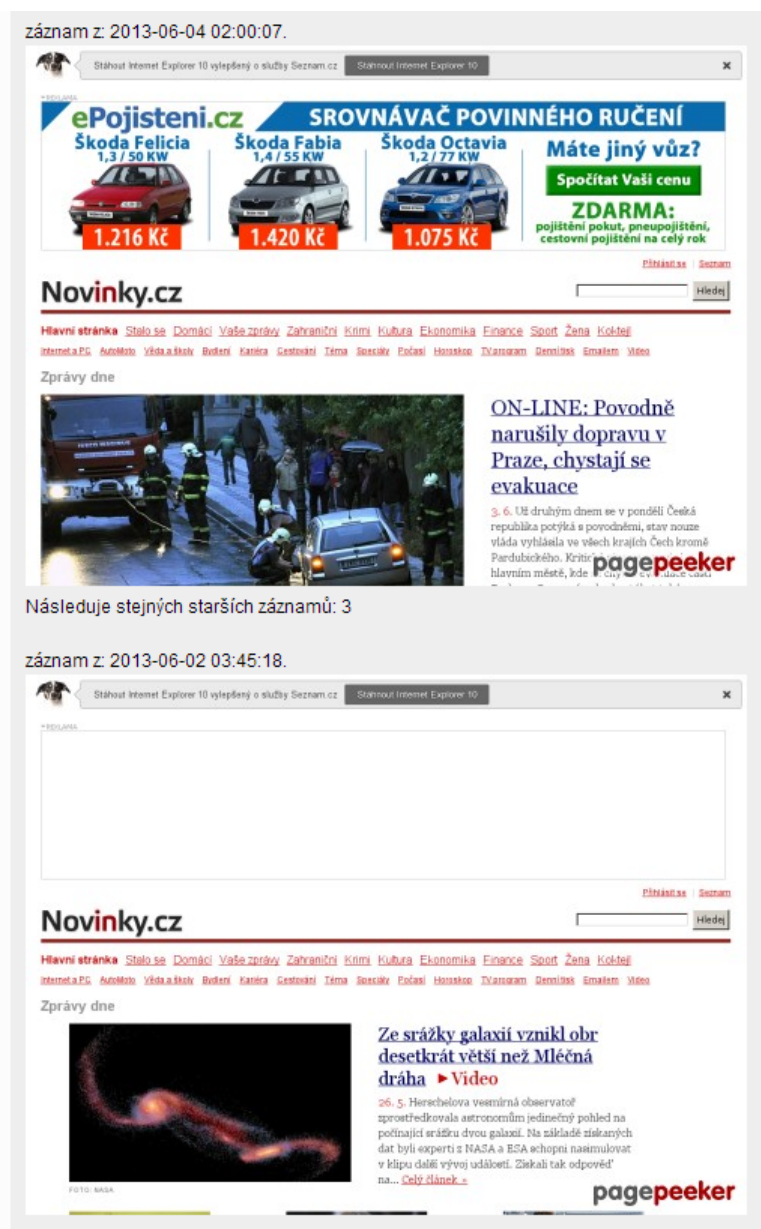 záznam z: 2013-06-04 02:00:07.
Stáhout Internet Explorer 10 vylepšený o služby Seznam.cz Stáhnout Internet Explorer 10
REKLAMA
ePojisteni.cz SROVNÁVAČ POVINNÉHO RUČENÍ
Škoda Felicia Škoda Fabia Škoda Octavia Máte jiný vůz?
1,3 / 50 KW 1,4 / 55 KW 1,2 / 77 KW
Spočítat Vaši cenu
ZDARMA:
pojištění pokut, pneupojištění,
1.216 Kč 1.420 Kč 1.075 Kč cestovní pojištění na celý rok
Přihlásit se | Seznam
Novinky.cz Hledej
Hlavní stránka Stalo se Domácí Vaše zprávy Zahraniční Krimi Kultura Ekonomika Finance Sport Žena Koktejl
Internet a PC AutoMoto Věda a školy Bydlení Kariéra Cestování Téma Speciály Počasí Horoskop TV program Denní tisk Emailem Video
Zprávy dne
ON-LINE: Povodně
narušily dopravu v
Praze, chystají se
evakuace
3. 6. Už druhým dnem se v pondělí Česká
republika potýká s povodněmi, stav nouze
vláda vyhlásila ve všech krajích Čech kromě
Pardubického.
hlavním městě, kde
pagepeeker
Následuje stejných starších záznamů: 3
záznam z: 2013-06-02 03:45:18.
Stáhout Internet Explorer 10 vylepšený o služby Seznam.cz Stáhnout Internet Explorer 10
REKLAMA
Přihlásit se | Seznam
Novinky.cz Hledej
Hlavní stránka Stalo se Domácí Vaše zprávy Zahraniční Krimi Kultura Ekonomika Finance Sport Žena Koktejl
Internet a PC AutoMoto Věda a školy Bydlení Kariéra Cestování Téma Speciály Počasí Horoskop TV program Denní tisk Emailem Video
Zprávy dne
Ze srážky galaxií vznikl obr
desetkrát větší než Mléčná
dráha ►Video
26. 5. Herschelova vesmírná observatoř
zprostředkovala astronomům jedinečný pohled na
počínající srážku dvou galaxií. Na základě získaných
dat byli experti z NASA a ESA schopni nasimulovat
v klipu další vývoj událostí. Získali tak odpověď
na... Celý článek »
FOTO: NASA
pagepeeker